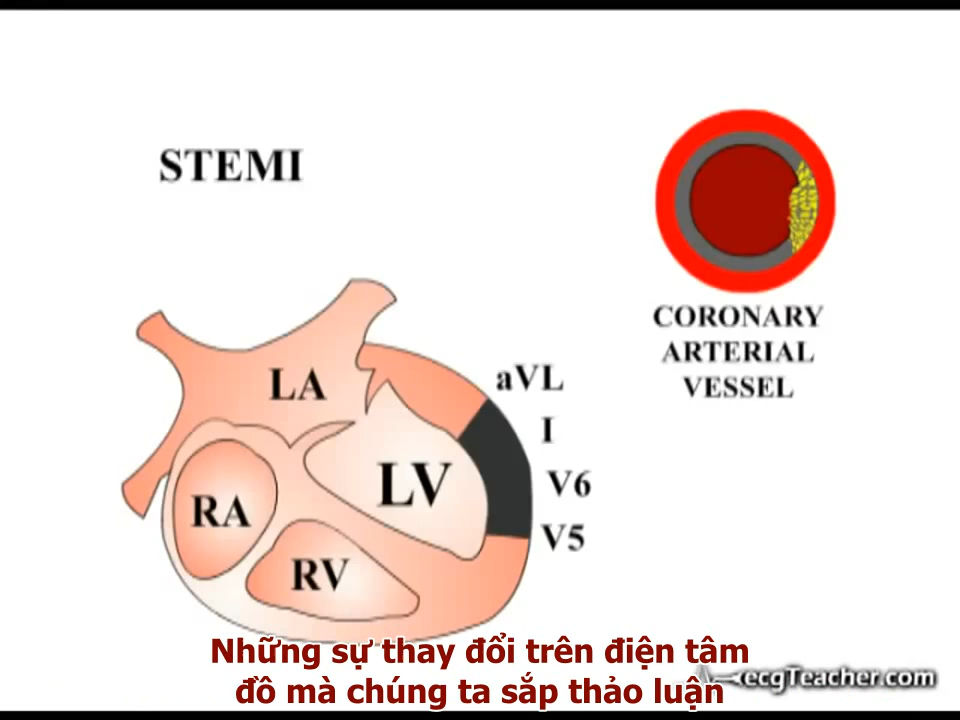 STEMI
CORONARY
ARTERIAL
VESSEL
aVL
LA
I
LV
V6
RA
V5
RV
Những sự thay đổi trên điện tâm
đồ mà chúng ta sắp thảo luận
ecgTeacher.com